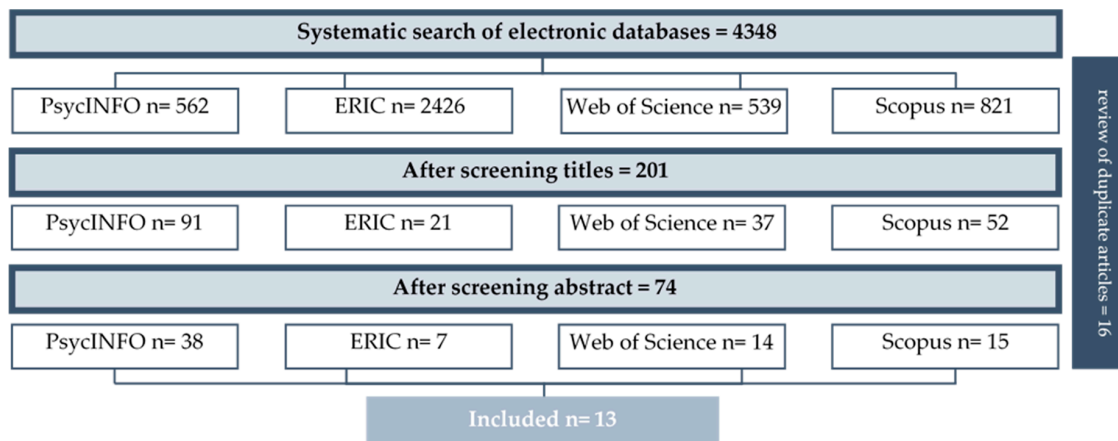 Systematic search of electronic databases = 4348
PsycINFO n= 562
ERIC n= 2426
Web of Science n= 539
Scopus n= 821
After screening titles = 201
PsycINFO n= 91
ERIC n= 21
Web of Science n= 37
Scopus n= 52
After screening abstract = 74
PsycINFO n= 38
ERIC n= 7
Web of Science n= 14
Scopus n= 15
Included n= 13
review of duplicate articles = 16